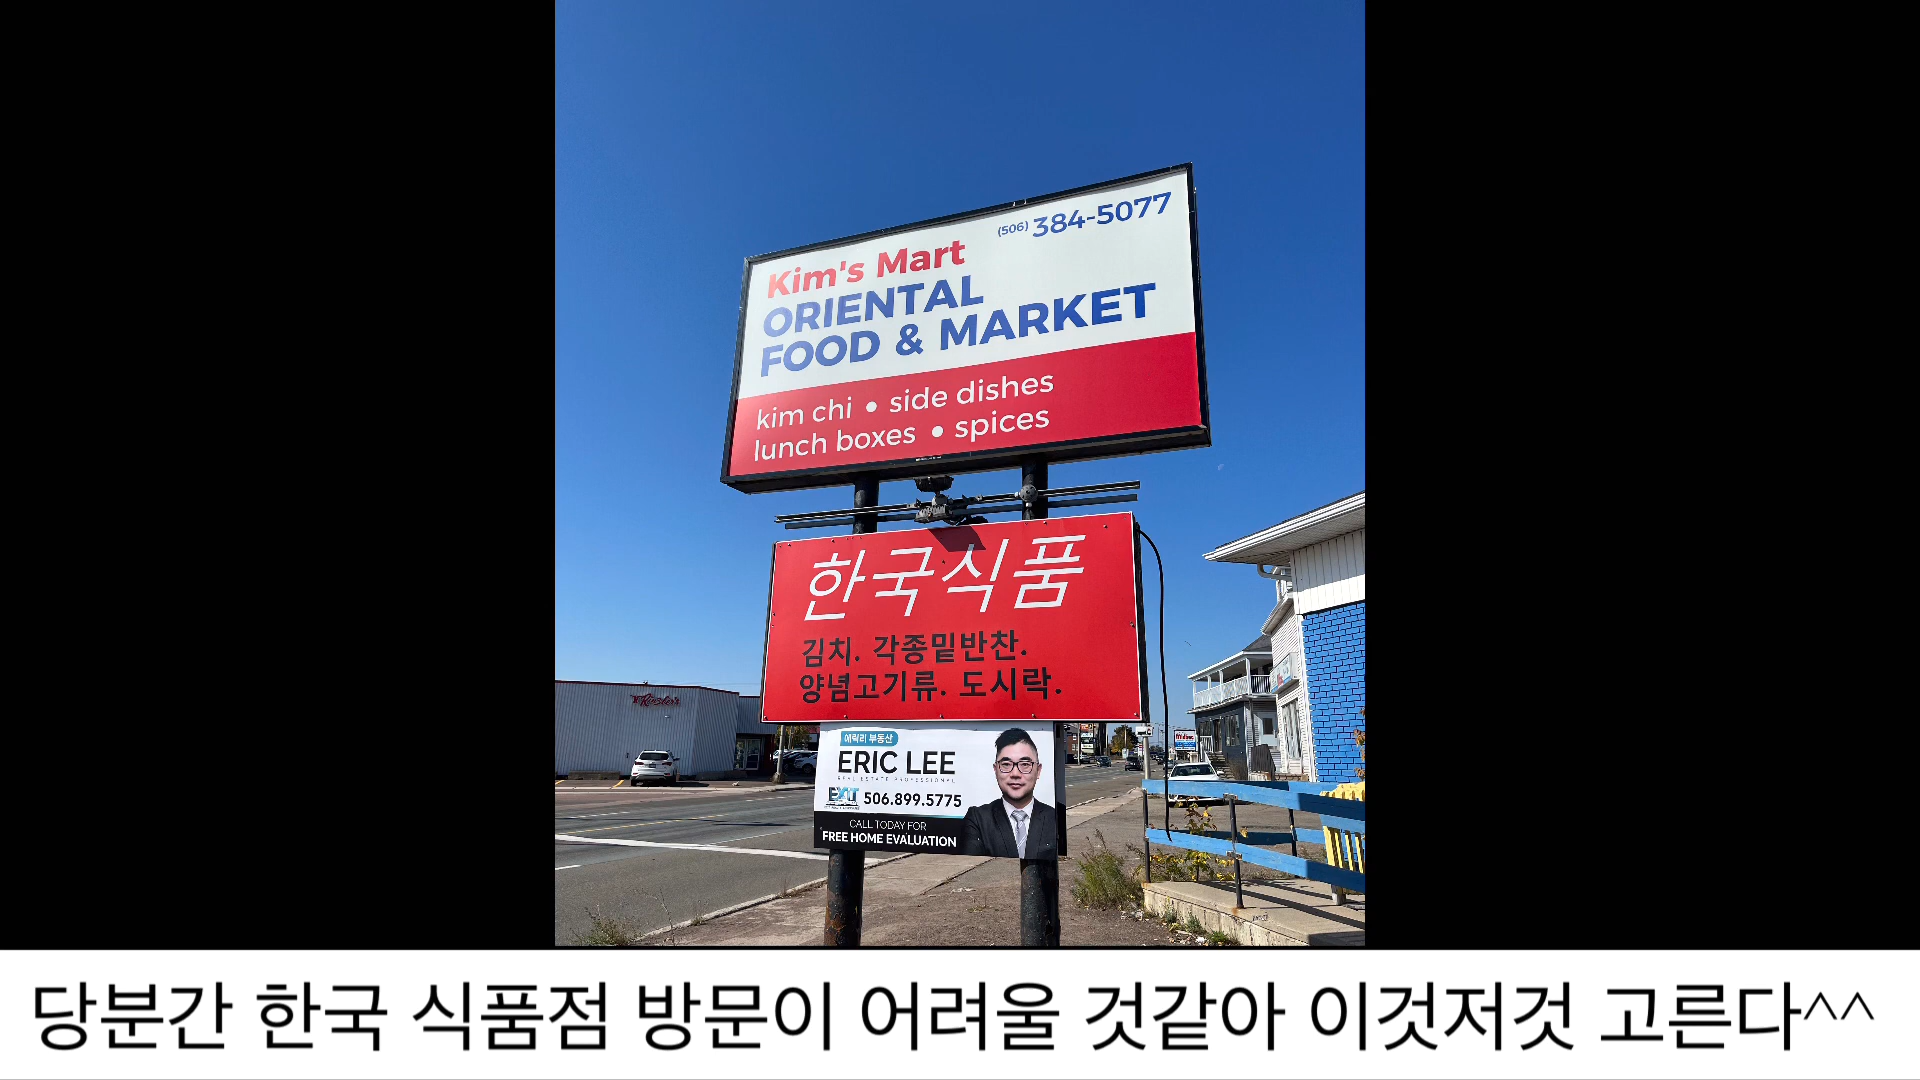 (506) 384-5077
Kim's Mart
ORIENTAL
FOOD & MARKET
kim chi • side dishes
lunch boxes • spices
한국식품
김치. 각종밑반찬.
양념고기류. 도시락.
에릭리 부동산
ERIC LEE
REAL ESTATE PROFESSIONAL
EXIT
506.899.5775
CALL TODAY FOR
FREE HOME EVALUATION
당분간 한국 식품점 방문이 어려울 것같아 이것저것 고른다^^